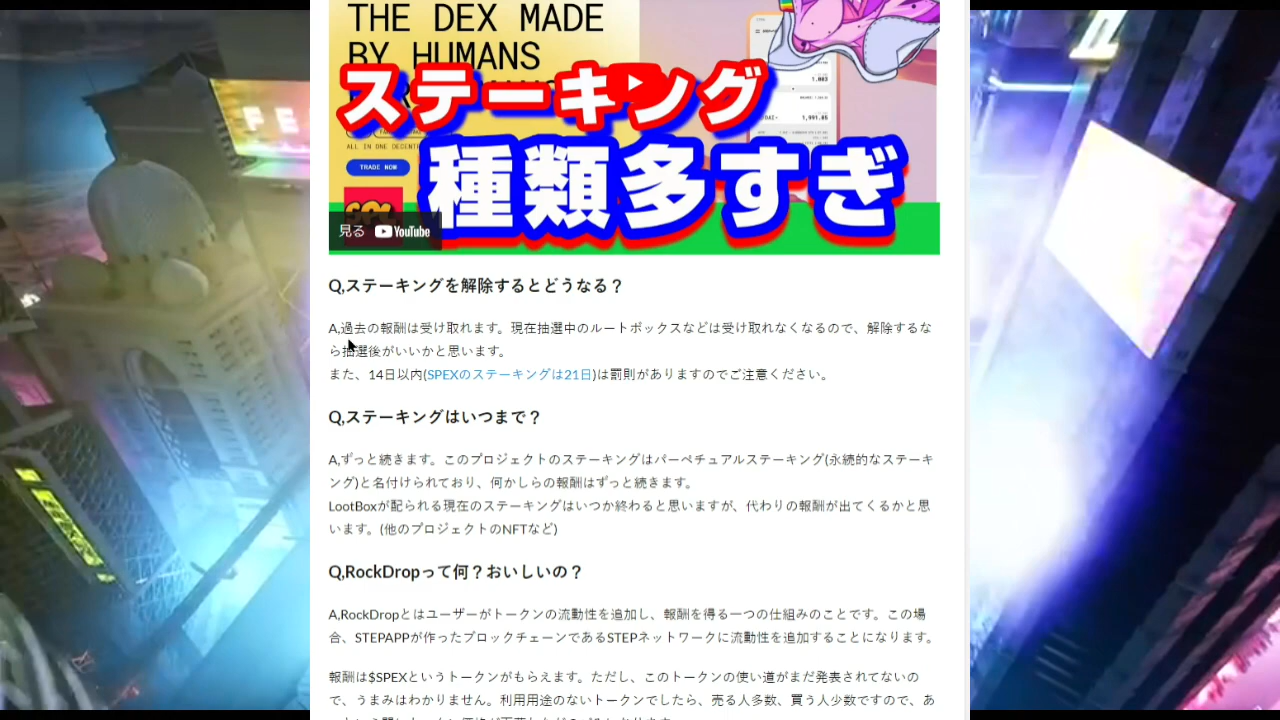 THE DEX MADE
BY HUMANS
ステーキング
ALL IN ONE DECENT
TRADE NOW
種類多すぎ
見る YouTube
Q,ステーキングを解除するとどうなる？
A,過去の報酬は受け取れます。現在抽選中のルートボックスなどは受け取れなくなるので、解除するな
ら抽選後がいいかと思います。
また、14日以内(SPEXのステーキングは21日)は罰則がありますのでご注意ください。
Q,ステーキングはいつまで？
A,ずっと続きます。このプロジェクトのステーキングはパーペチュアルステーキング(永続的なステーキ
ング)と名付けられており、何かしらの報酬はずっと続きます。
LootBoxが配られる現在のステーキングはいつか終わると思いますが、代わりの報酬が出てくるかと思
います。(他のプロジェクトのNFTなど)
Q,RockDropって何？おいしいの？
A,RockDropとはユーザーがトークンの流動性を追加し、報酬を得る一つの仕組みのことです。この場
合、STEPAPPが作ったブロックチェーンであるSTEPネットワークに流動性を追加することになります。
報酬は$SPEXというトークンがもらえます。ただし、このトークンの使い道がまだ発表されてないの
で、うまみはわかりません。利用用途のないトークンでしたら、売る人多数、買う人少数ですので、あ